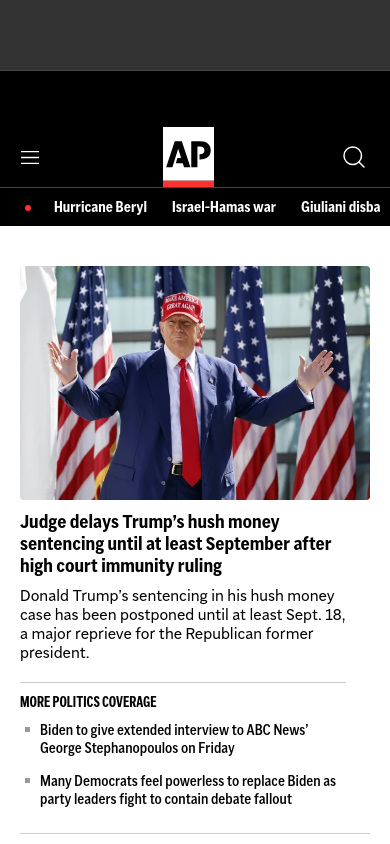 AP
Hurricane Beryl Israel-Hamas war Giuliani disba
MAKE AMERICA
GREAT AGAIN
Judge delays Trump’s hush money
sentencing until at least September after
high court immunity ruling
Donald Trump’s sentencing in his hush money
case has been postponed until at least Sept. 18,
a major reprieve for the Republican former
president.
MORE POLITICS COVERAGE
Biden to give extended interview to ABC News’
George Stephanopoulos on Friday
Many Democrats feel powerless to replace Biden as
party leaders fight to contain debate fallout